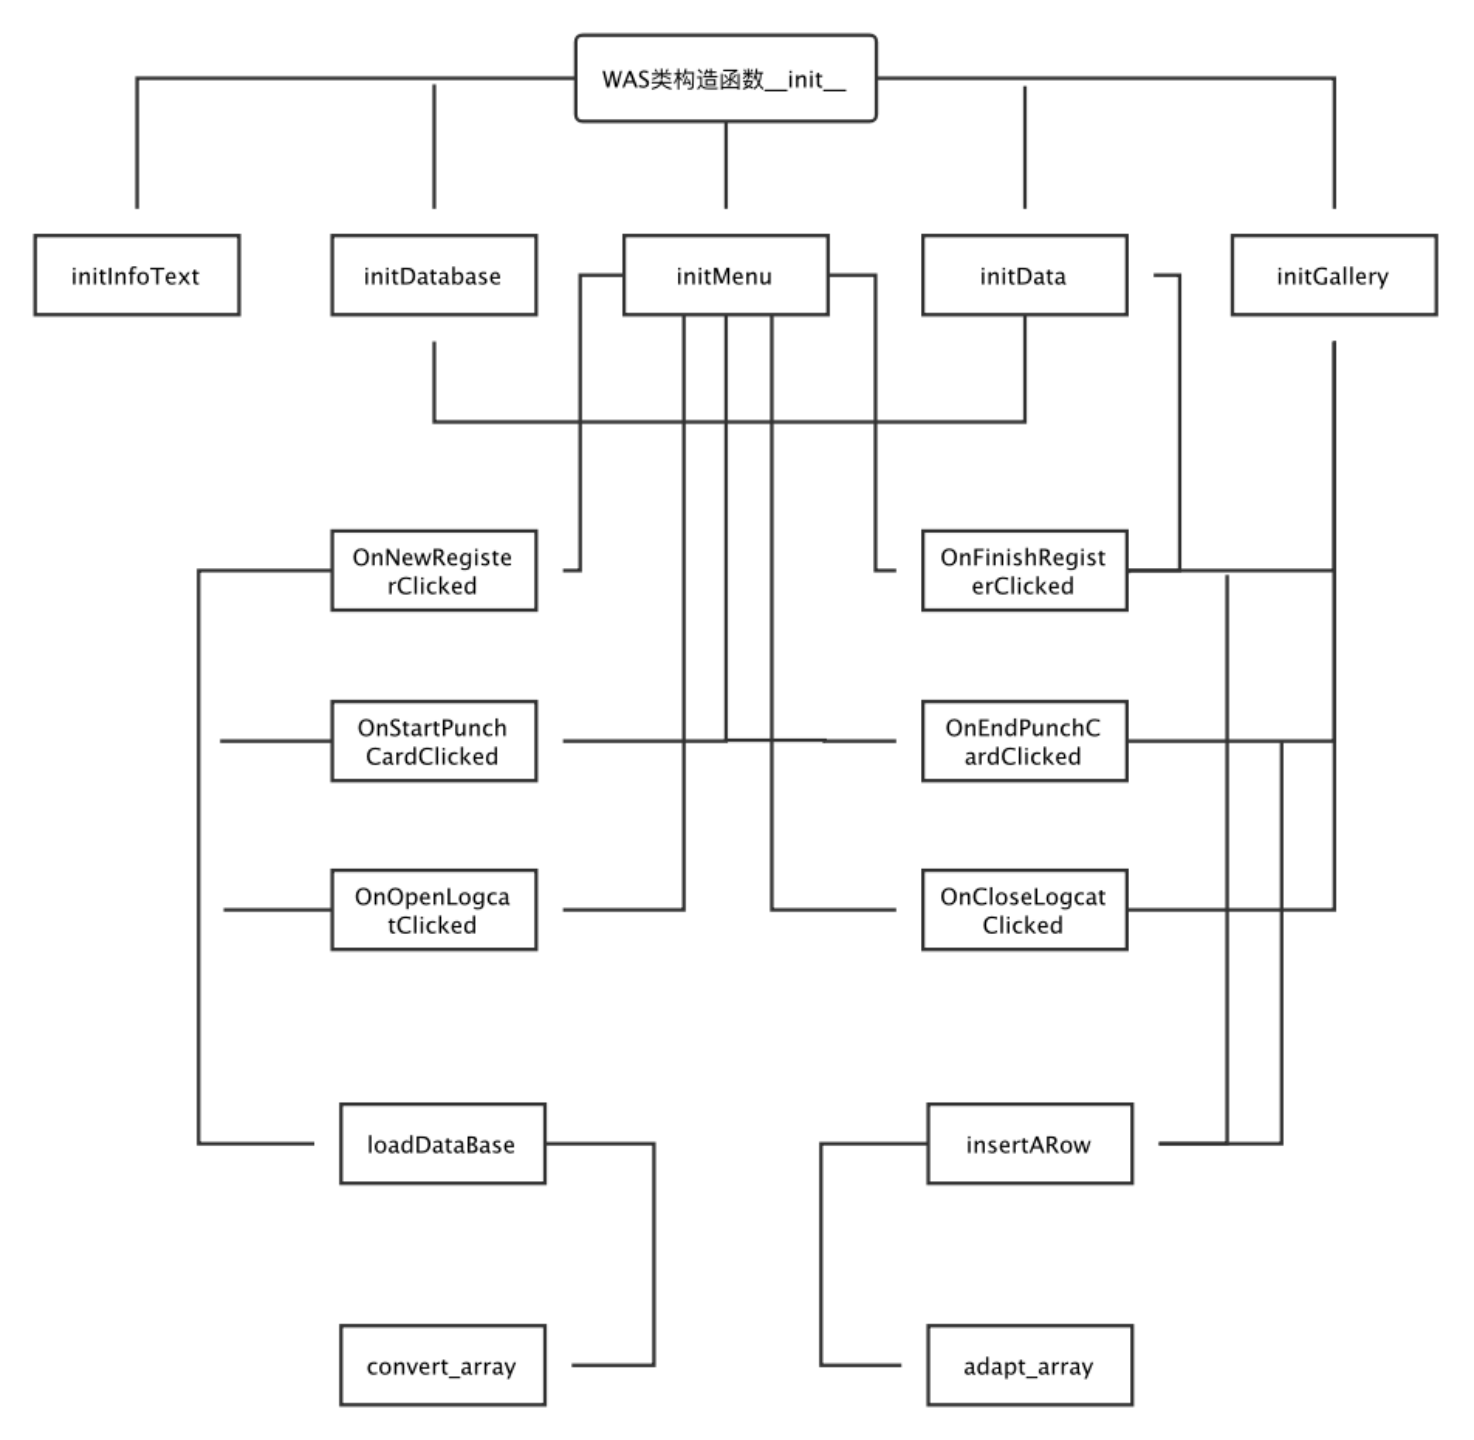 WAS类构造函数__init__
initInfoText
initDatabase
initMenu
initData
initGallery
OnNewRegiste
rClicked
OnFinishRegist
erClicked
OnStartPunch
CardClicked
OnEndPunchC
ardClicked
OnOpenLogca
tClicked
OnCloseLogcat
Clicked
loadDataBase
insertARow
convert_array
adapt_array